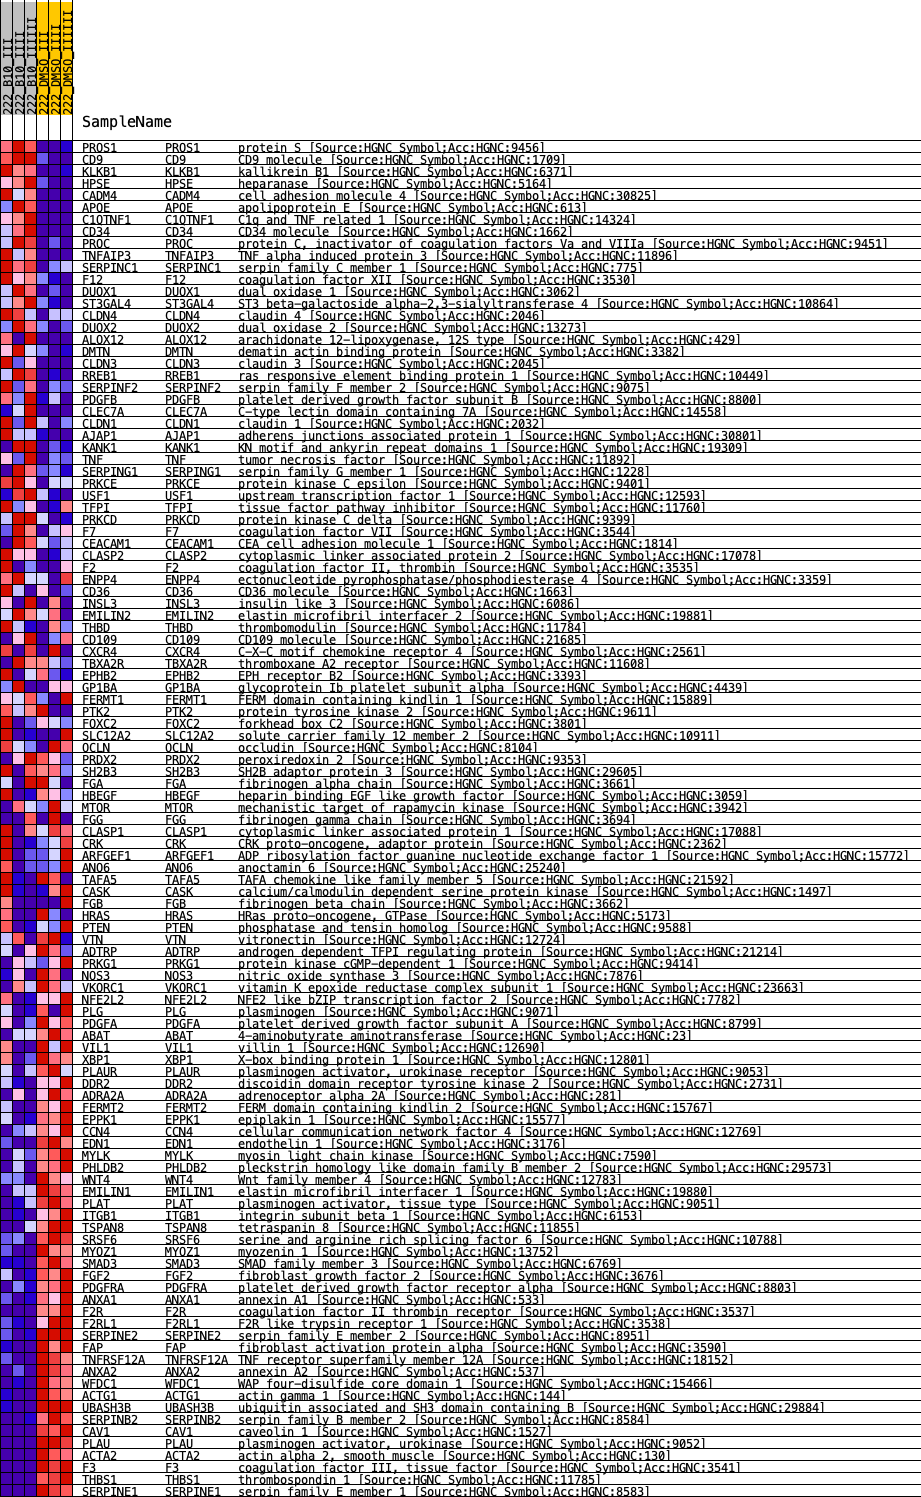 222_B10_III
222_B10_IIII
222_B10_IIIIII
222_DMSO_III
222_DMSO_IIII
222_DMSO_IIIIII
SampleName
PROS1 PROS1 protein S [Source:HGNC Symbol;Acc:HGNC:9456]
CD9 CD9 CD9 molecule [Source:HGNC Symbol;Acc:HGNC:1709]
KLKB1 KLKB1 kallikrein B1 [Source:HGNC Symbol;Acc:HGNC:6371]
HPSE HPSE heparanase [Source:HGNC Symbol;Acc:HGNC:5164]
CADM4 CADM4 cell adhesion molecule 4 [Source:HGNC Symbol;Acc:HGNC:30825]
APOE APOE apolipoprotein E [Source:HGNC Symbol;Acc:HGNC:613]
C1QTNF1 C1QTNF1 C1q and TNF related 1 [Source:HGNC Symbol;Acc:HGNC:14324]
CD34 CD34 CD34 molecule [Source:HGNC Symbol;Acc:HGNC:1662]
PROC PROC protein C, inactivator of coagulation factors Va and VIIIa [Source:HGNC Symbol;Acc:HGNC:9451]
TNFAIP3 TNFAIP3 TNF alpha induced protein 3 [Source:HGNC Symbol;Acc:HGNC:11896]
SERPINC1 SERPINC1 serpin family C member 1 [Source:HGNC Symbol;Acc:HGNC:775]
F12 F12 coagulation factor XII [Source:HGNC Symbol;Acc:HGNC:3530]
DUOX1 DUOX1 dual oxidase 1 [Source:HGNC Symbol;Acc:HGNC:3062]
ST3GAL4 ST3GAL4 ST3 beta-galactoside alpha-2,3-sialyltransferase 4 [Source:HGNC Symbol;Acc:HGNC:10864]
CLDN4 CLDN4 claudin 4 [Source:HGNC Symbol;Acc:HGNC:2046]
DUOX2 DUOX2 dual oxidase 2 [Source:HGNC Symbol;Acc:HGNC:13273]
ALOX12 ALOX12 arachidonate 12-lipoxygenase, 12S type [Source:HGNC Symbol;Acc:HGNC:429]
DMTN DMTN dematin actin binding protein [Source:HGNC Symbol;Acc:HGNC:3382]
CLDN3 CLDN3 claudin 3 [Source:HGNC Symbol;Acc:HGNC:2045]
RREB1 RREB1 ras responsive element binding protein 1 [Source:HGNC Symbol;Acc:HGNC:10449]
SERPINF2 SERPINF2 serpin family F member 2 [Source:HGNC Symbol;Acc:HGNC:9075]
PDGFB PDGFB platelet derived growth factor subunit B [Source:HGNC Symbol;Acc:HGNC:8800]
CLEC7A CLEC7A C-type lectin domain containing 7A [Source:HGNC Symbol;Acc:HGNC:14558]
CLDN1 CLDN1 claudin 1 [Source:HGNC Symbol;Acc:HGNC:2032]
AJAP1 AJAP1 adherens junctions associated protein 1 [Source:HGNC Symbol;Acc:HGNC:30801]
KANK1 KANK1 KN motif and ankyrin repeat domains 1 [Source:HGNC Symbol;Acc:HGNC:19309]
TNF TNF tumor necrosis factor [Source:HGNC Symbol;Acc:HGNC:11892]
SERPING1 SERPING1 serpin family G member 1 [Source:HGNC Symbol;Acc:HGNC:1228]
PRKCE PRKCE protein kinase C epsilon [Source:HGNC Symbol;Acc:HGNC:9401]
USF1 USF1 upstream transcription factor 1 [Source:HGNC Symbol;Acc:HGNC:12593]
TFPI TFPI tissue factor pathway inhibitor [Source:HGNC Symbol;Acc:HGNC:11760]
PRKCD PRKCD protein kinase C delta [Source:HGNC Symbol;Acc:HGNC:9399]
F7 F7 coagulation factor VII [Source:HGNC Symbol;Acc:HGNC:3544]
CEACAM1 CEACAM1 CEA cell adhesion molecule 1 [Source:HGNC Symbol;Acc:HGNC:1814]
CLASP2 CLASP2 cytoplasmic linker associated protein 2 [Source:HGNC Symbol;Acc:HGNC:17078]
F2 F2 coagulation factor II, thrombin [Source:HGNC Symbol;Acc:HGNC:3535]
ENPP4 ENPP4 ectonucleotide pyrophosphatase/phosphodiesterase 4 [Source:HGNC Symbol;Acc:HGNC:3359]
CD36 CD36 CD36 molecule [Source:HGNC Symbol;Acc:HGNC:1663]
INSL3 INSL3 insulin like 3 [Source:HGNC Symbol;Acc:HGNC:6086]
EMILIN2 EMILIN2 elastin microfibril interfacer 2 [Source:HGNC Symbol;Acc:HGNC:19881]
THBD THBD thrombomodulin [Source:HGNC Symbol;Acc:HGNC:11784]
CD109 CD109 CD109 molecule [Source:HGNC Symbol;Acc:HGNC:21685]
CXCR4 CXCR4 C-X-C motif chemokine receptor 4 [Source:HGNC Symbol;Acc:HGNC:2561]
TBXA2R TBXA2R thromboxane A2 receptor [Source:HGNC Symbol;Acc:HGNC:11608]
EPHB2 EPHB2 EPH receptor B2 [Source:HGNC Symbol;Acc:HGNC:3393]
GP1BA GP1BA glycoprotein Ib platelet subunit alpha [Source:HGNC Symbol;Acc:HGNC:4439]
FERMT1 FERMT1 FERM domain containing kindlin 1 [Source:HGNC Symbol;Acc:HGNC:15889]
PTK2 PTK2 protein tyrosine kinase 2 [Source:HGNC Symbol;Acc:HGNC:9611]
FOXC2 FOXC2 forkhead box C2 [Source:HGNC Symbol;Acc:HGNC:3801]
SLC12A2 SLC12A2 solute carrier family 12 member 2 [Source:HGNC Symbol;Acc:HGNC:10911]
OCLN OCLN occludin [Source:HGNC Symbol;Acc:HGNC:8104]
PRDX2 PRDX2 peroxiredoxin 2 [Source:HGNC Symbol;Acc:HGNC:9353]
SH2B3 SH2B3 SH2B adaptor protein 3 [Source:HGNC Symbol;Acc:HGNC:29605]
FGA FGA fibrinogen alpha chain [Source:HGNC Symbol;Acc:HGNC:3661]
HBEGF HBEGF heparin binding EGF like growth factor [Source:HGNC Symbol;Acc:HGNC:3059]
MTOR MTOR mechanistic target of rapamycin kinase [Source:HGNC Symbol;Acc:HGNC:3942]
FGG FGG fibrinogen gamma chain [Source:HGNC Symbol;Acc:HGNC:3694]
CLASP1 CLASP1 cytoplasmic linker associated protein 1 [Source:HGNC Symbol;Acc:HGNC:17088]
CRK CRK CRK proto-oncogene, adaptor protein [Source:HGNC Symbol;Acc:HGNC:2362]
ARFGEF1 ARFGEF1 ADP ribosylation factor guanine nucleotide exchange factor 1 [Source:HGNC Symbol;Acc:HGNC:15772]
ANO6 ANO6 anoctamin 6 [Source:HGNC Symbol;Acc:HGNC:25240]
TAFA5 TAFA5 TAFA chemokine like family member 5 [Source:HGNC Symbol;Acc:HGNC:21592]
CASK CASK calcium/calmodulin dependent serine protein kinase [Source:HGNC Symbol;Acc:HGNC:1497]
FGB FGB fibrinogen beta chain [Source:HGNC Symbol;Acc:HGNC:3662]
HRAS HRAS HRas proto-oncogene, GTPase [Source:HGNC Symbol;Acc:HGNC:5173]
PTEN PTEN phosphatase and tensin homolog [Source:HGNC Symbol;Acc:HGNC:9588]
VTN VTN vitronectin [Source:HGNC Symbol;Acc:HGNC:12724]
ADTRP ADTRP androgen dependent TFPI regulating protein [Source:HGNC Symbol;Acc:HGNC:21214]
PRKG1 PRKG1 protein kinase cGMP-dependent 1 [Source:HGNC Symbol;Acc:HGNC:9414]
NOS3 NOS3 nitric oxide synthase 3 [Source:HGNC Symbol;Acc:HGNC:7876]
VKORC1 VKORC1 vitamin K epoxide reductase complex subunit 1 [Source:HGNC Symbol;Acc:HGNC:23663]
NFE2L2 NFE2L2 NFE2 like bZIP transcription factor 2 [Source:HGNC Symbol;Acc:HGNC:7782]
PLG PLG plasminogen [Source:HGNC Symbol;Acc:HGNC:9071]
PDGFA PDGFA platelet derived growth factor subunit A [Source:HGNC Symbol;Acc:HGNC:8799]
ABAT ABAT 4-aminobutyrate aminotransferase [Source:HGNC Symbol;Acc:HGNC:23]
VIL1 VIL1 villin 1 [Source:HGNC Symbol;Acc:HGNC:12690]
XBP1 XBP1 X-box binding protein 1 [Source:HGNC Symbol;Acc:HGNC:12801]
PLAUR PLAUR plasminogen activator, urokinase receptor [Source:HGNC Symbol;Acc:HGNC:9053]
DDR2 DDR2 discoidin domain receptor tyrosine kinase 2 [Source:HGNC Symbol;Acc:HGNC:2731]
ADRA2A ADRA2A adrenoceptor alpha 2A [Source:HGNC Symbol;Acc:HGNC:281]
FERMT2 FERMT2 FERM domain containing kindlin 2 [Source:HGNC Symbol;Acc:HGNC:15767]
EPPK1 EPPK1 epiplakin 1 [Source:HGNC Symbol;Acc:HGNC:15577]
CCN4 CCN4 cellular communication network factor 4 [Source:HGNC Symbol;Acc:HGNC:12769]
EDN1 EDN1 endothelin 1 [Source:HGNC Symbol;Acc:HGNC:3176]
MYLK MYLK myosin light chain kinase [Source:HGNC Symbol;Acc:HGNC:7590]
PHLDB2 PHLDB2 pleckstrin homology like domain family B member 2 [Source:HGNC Symbol;Acc:HGNC:29573]
WNT4 WNT4 Wnt family member 4 [Source:HGNC Symbol;Acc:HGNC:12783]
EMILIN1 EMILIN1 elastin microfibril interfacer 1 [Source:HGNC Symbol;Acc:HGNC:19880]
PLAT PLAT plasminogen activator, tissue type [Source:HGNC Symbol;Acc:HGNC:9051]
ITGB1 ITGB1 integrin subunit beta 1 [Source:HGNC Symbol;Acc:HGNC:6153]
TSPAN8 TSPAN8 tetraspanin 8 [Source:HGNC Symbol;Acc:HGNC:11855]
SRSF6 SRSF6 serine and arginine rich splicing factor 6 [Source:HGNC Symbol;Acc:HGNC:10788]
MYOZ1 MYOZ1 myozenin 1 [Source:HGNC Symbol;Acc:HGNC:13752]
SMAD3 SMAD3 SMAD family member 3 [Source:HGNC Symbol;Acc:HGNC:6769]
FGF2 FGF2 fibroblast growth factor 2 [Source:HGNC Symbol;Acc:HGNC:3676]
PDGFRA PDGFRA platelet derived growth factor receptor alpha [Source:HGNC Symbol;Acc:HGNC:8803]
ANXA1 ANXA1 annexin A1 [Source:HGNC Symbol;Acc:HGNC:533]
F2R F2R coagulation factor II thrombin receptor [Source:HGNC Symbol;Acc:HGNC:3537]
F2RL1 F2RL1 F2R like trypsin receptor 1 [Source:HGNC Symbol;Acc:HGNC:3538]
SERPINE2 SERPINE2 serpin family E member 2 [Source:HGNC Symbol;Acc:HGNC:8951]
FAP FAP fibroblast activation protein alpha [Source:HGNC Symbol;Acc:HGNC:3590]
TNFRSF12A TNFRSF12A TNF receptor superfamily member 12A [Source:HGNC Symbol;Acc:HGNC:18152]
ANXA2 ANXA2 annexin A2 [Source:HGNC Symbol;Acc:HGNC:537]
WFDC1 WFDC1 WAP four-disulfide core domain 1 [Source:HGNC Symbol;Acc:HGNC:15466]
ACTG1 ACTG1 actin gamma 1 [Source:HGNC Symbol;Acc:HGNC:144]
UBASH3B UBASH3B ubiquitin associated and SH3 domain containing B [Source:HGNC Symbol;Acc:HGNC:29884]
SERPINB2 SERPINB2 serpin family B member 2 [Source:HGNC Symbol;Acc:HGNC:8584]
CAV1 CAV1 caveolin 1 [Source:HGNC Symbol;Acc:HGNC:1527]
PLAU PLAU plasminogen activator, urokinase [Source:HGNC Symbol;Acc:HGNC:9052]
ACTA2 ACTA2 actin alpha 2, smooth muscle [Source:HGNC Symbol;Acc:HGNC:130]
F3 F3 coagulation factor III, tissue factor [Source:HGNC Symbol;Acc:HGNC:3541]
THBS1 THBS1 thrombospondin 1 [Source:HGNC Symbol;Acc:HGNC:11785]
SERPINE1 SERPINE1 serpin family E member 1 [Source:HGNC Symbol;Acc:HGNC:8583]